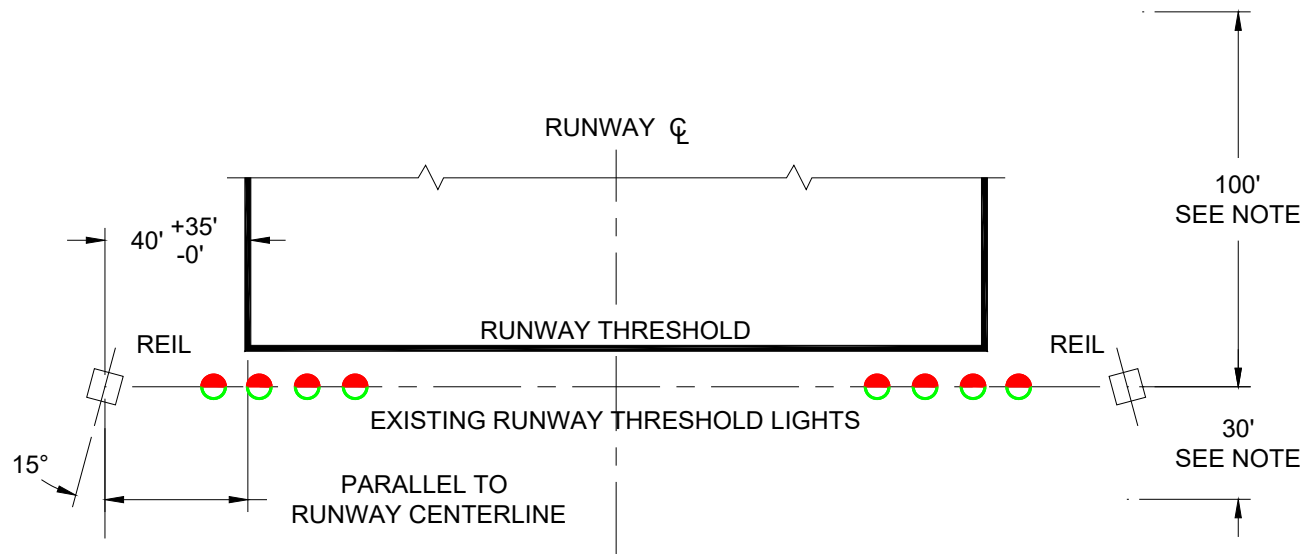 RUNWAY ℄
100'
SEE NOTE
40' +35'
-0'
RUNWAY THRESHOLD
REIL
REIL
EXISTING RUNWAY THRESHOLD LIGHTS
30'
SEE NOTE
15°
PARALLEL TO
RUNWAY CENTERLINE